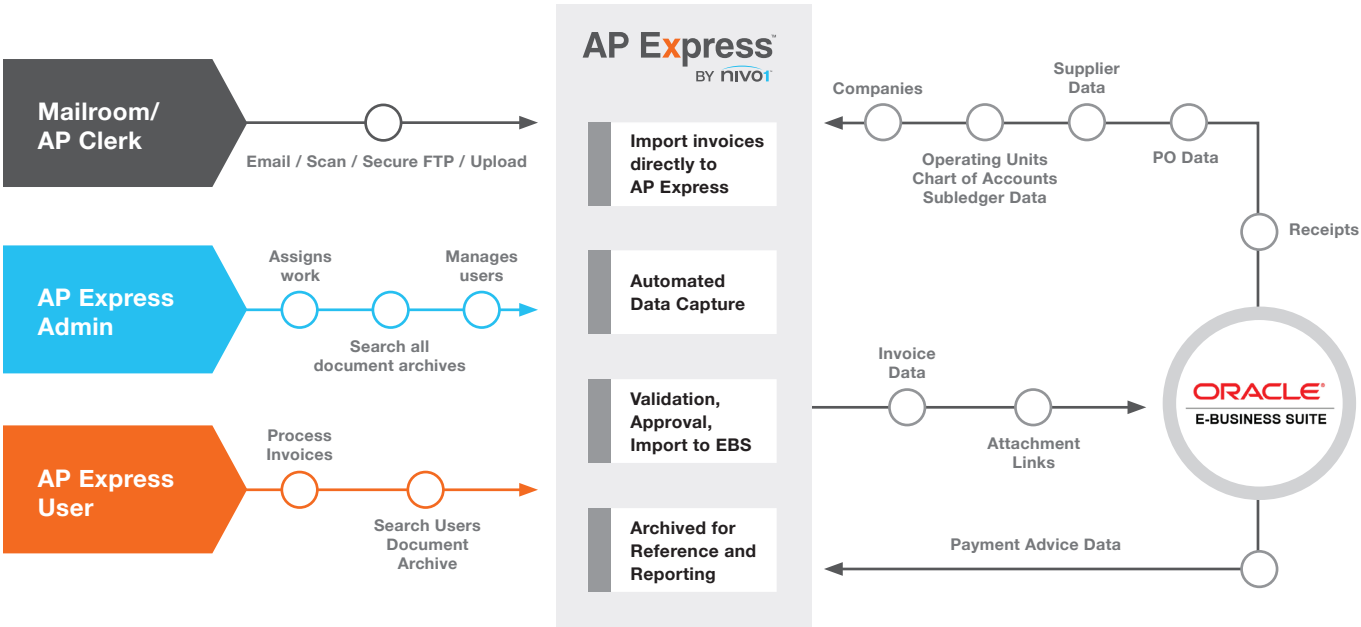 AP Express™
BY nivo1
Mailroom/
AP Clerk
Email / Scan / Secure FTP / Upload
AP Express
Admin
Assigns
work
Search all
document archives
Manages
users
AP Express
User
Process
Invoices
Search Users
Document
Archive
Import invoices
directly to
AP Express
Automated
Data Capture
Validation,
Approval,
Import to EBS
Archived for
Reference and
Reporting
Companies
Operating Units
Chart of Accounts
Subledger Data
Supplier
Data
PO Data
Receipts
Invoice
Data
Attachment
Links
ORACLE®
E-BUSINESS SUITE
Payment Advice Data